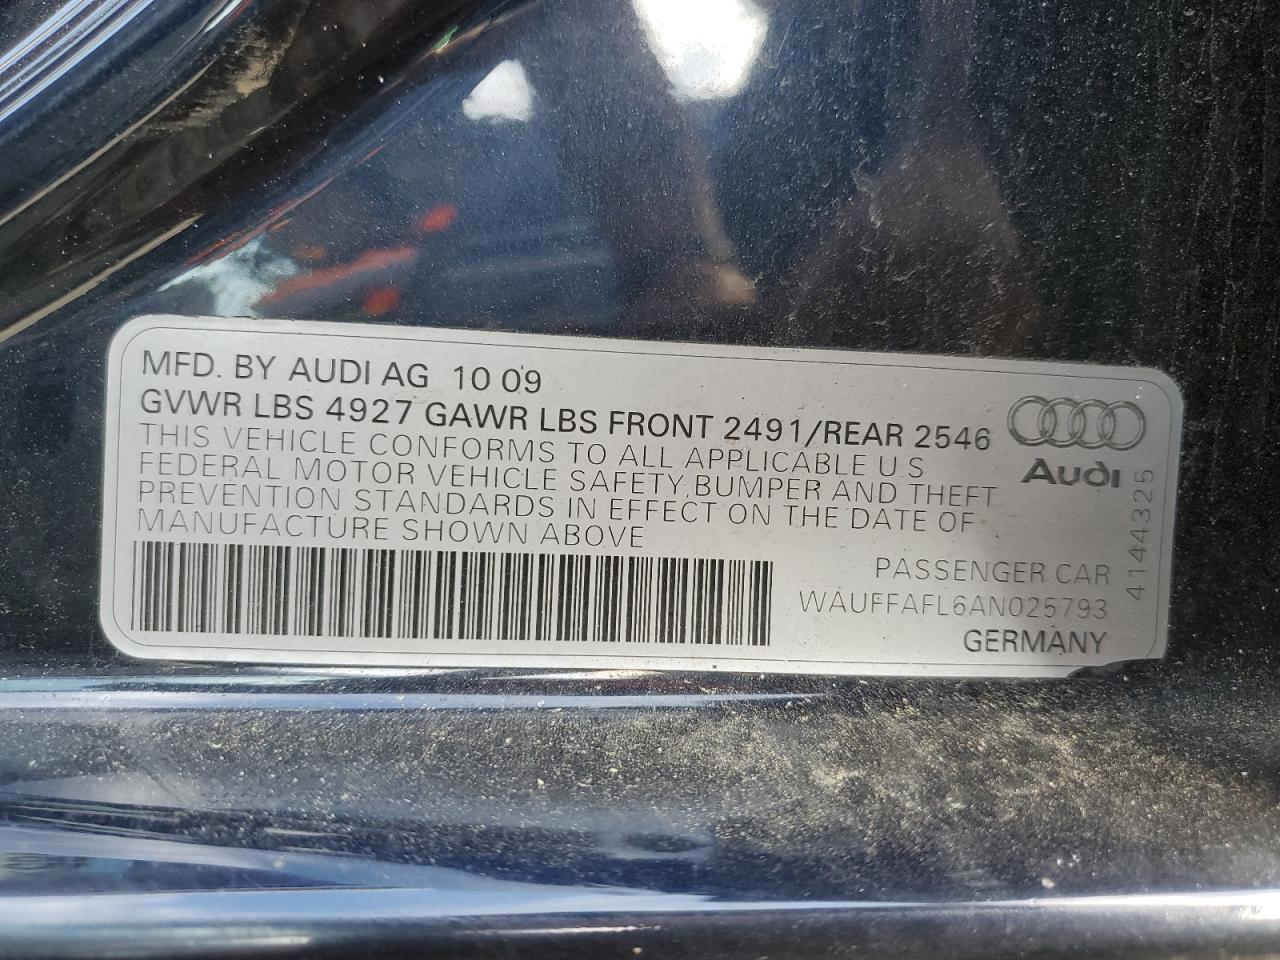 MFD. BY AUDI AG 10 09
GVWR LBS 4927 GAWR LBS FRONT 2491/REAR 2546
THIS VEHICLE CONFORMS TO ALL APPLICABLE U.S
FEDERAL MOTOR VEHICLE SAFETY,BUMPER AND THEFT
PREVENTION STANDARDS IN EFFECT ON THE DATE OF
MANUFACTURE SHOWN ABOVE
Audi
4144325
PASSENGER CAR
WAUFFAFL6AN025793
GERMANY